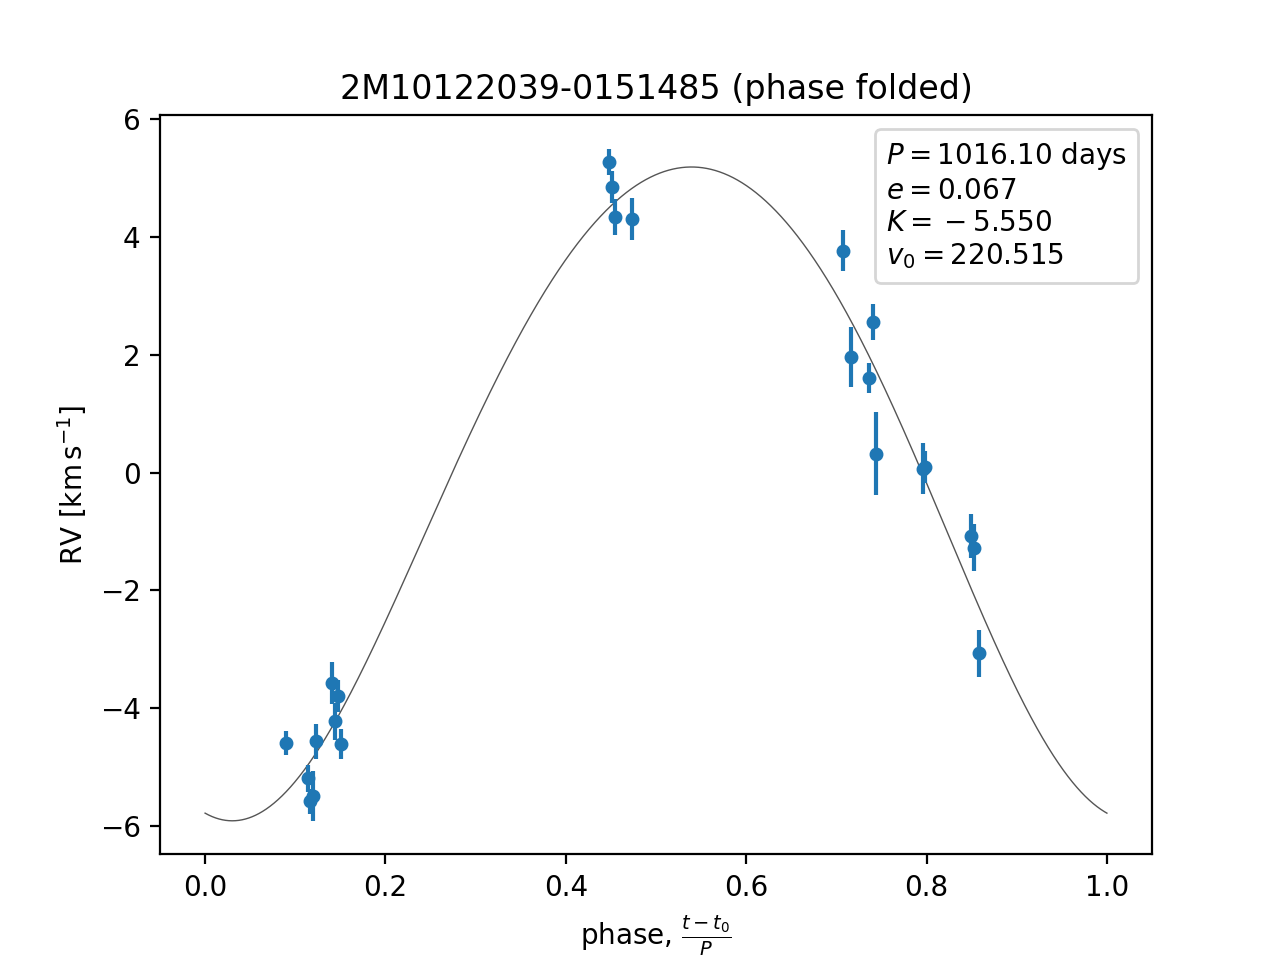 2M10122039-0151485 (phase folded)
P = 1016.10 days
e = 0.067
K = −5.550
v₀ = 220.515
6
4
2
0
−2
−4
−6
RV [km s⁻¹]
0.0 0.2 0.4 0.6 0.8 1.0
phase, (t − t₀)/P